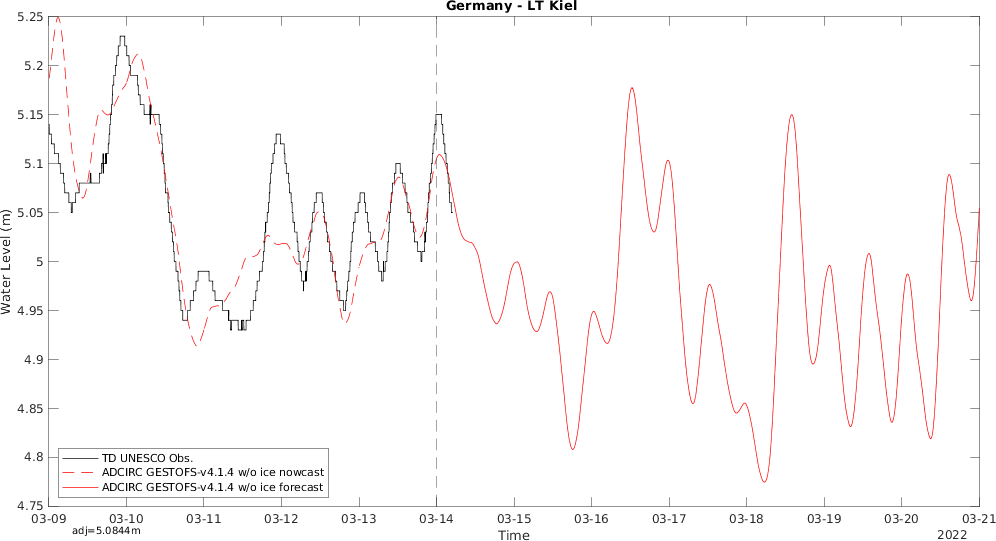 Germany - LT Kiel
Water Level (m)
5.25
5.2
5.15
5.1
5.05
5
4.95
4.9
4.85
4.8
4.75
TD UNESCO Obs.
ADCIRC GESTOFS-v4.1.4 w/o ice nowcast
ADCIRC GESTOFS-v4.1.4 w/o ice forecast
03-09 03-10 03-11 03-12 03-13 03-14 03-15 03-16 03-17 03-18 03-19 03-20 03-21
adj=5.0844m
Time
2022